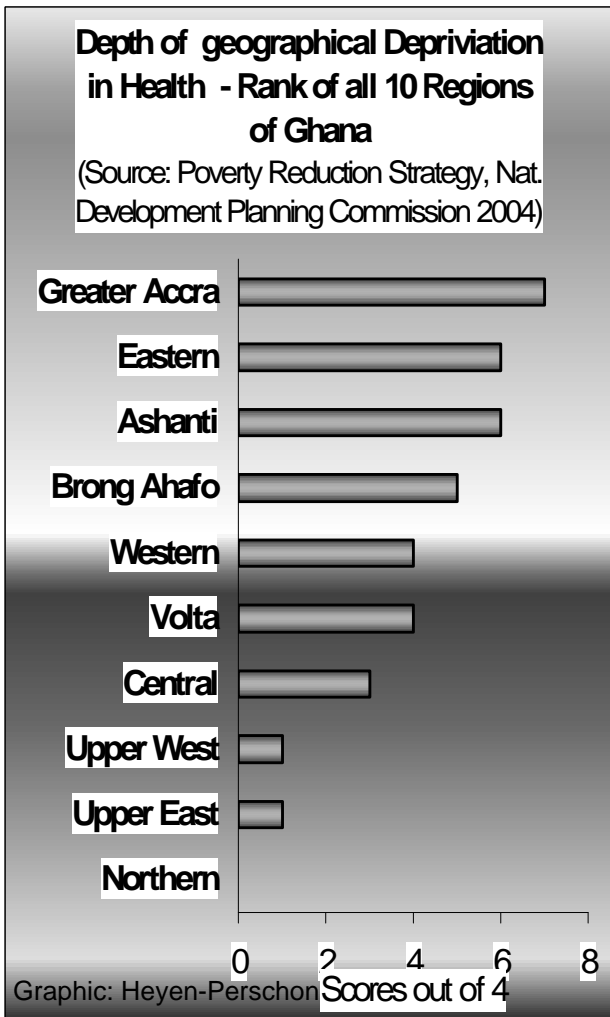 Depth of geographical Depriviation
in Health - Rank of all 10 Regions
of Ghana
(Source: Poverty Reduction Strategy, Nat.
Development Planning Commission 2004)
Greater Accra
Eastern
Ashanti
Brong Ahafo
Western
Volta
Central
Upper West
Upper East
Northern
0 2 4 6 8
Graphic: Heyen-Perschon Scores out of 4